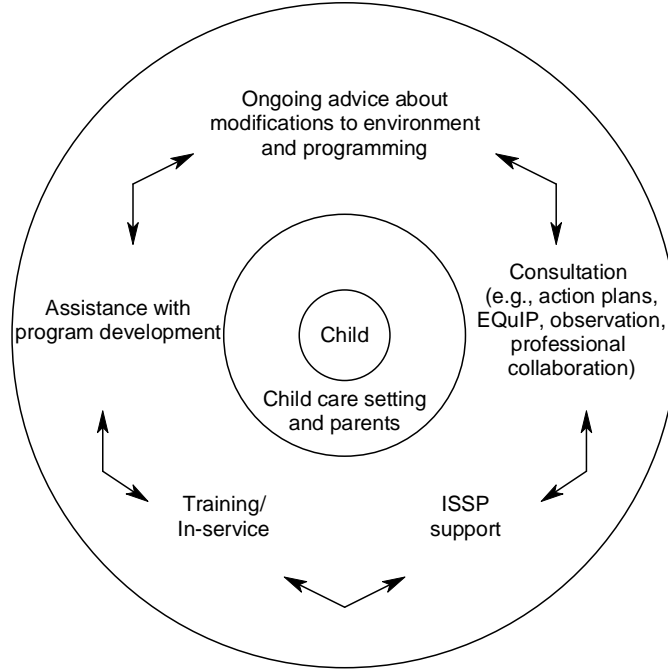 Ongoing advice about
modifications to environment
and programming
Assistance with
program development
Consultation
(e.g., action plans,
EQuIP, observation,
professional
collaboration)
Child
Child care setting
and parents
Training/
In-service
ISSP
support